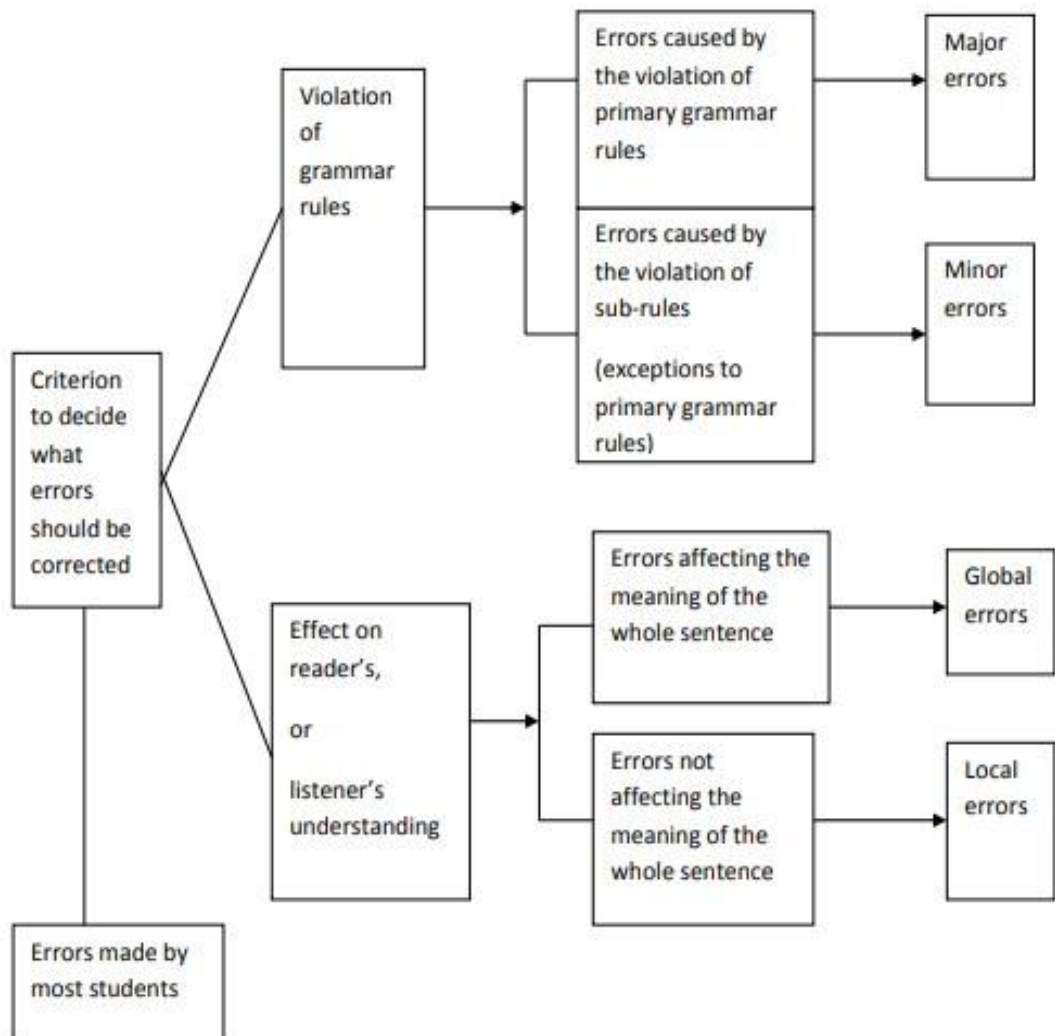 Criterion
to decide
what
errors
should be
corrected
Violation
of
grammar
rules
Errors caused by
the violation of
primary grammar
rules
Major
errors
Errors caused by
the violation of
sub-rules
(exceptions to
primary grammar
rules)
Minor
errors
Effect on
reader's,
or
listener's
understanding
Errors affecting the
meaning of the
whole sentence
Global
errors
Errors not
affecting the
meaning of the
whole sentence
Local
errors
Errors made by
most students